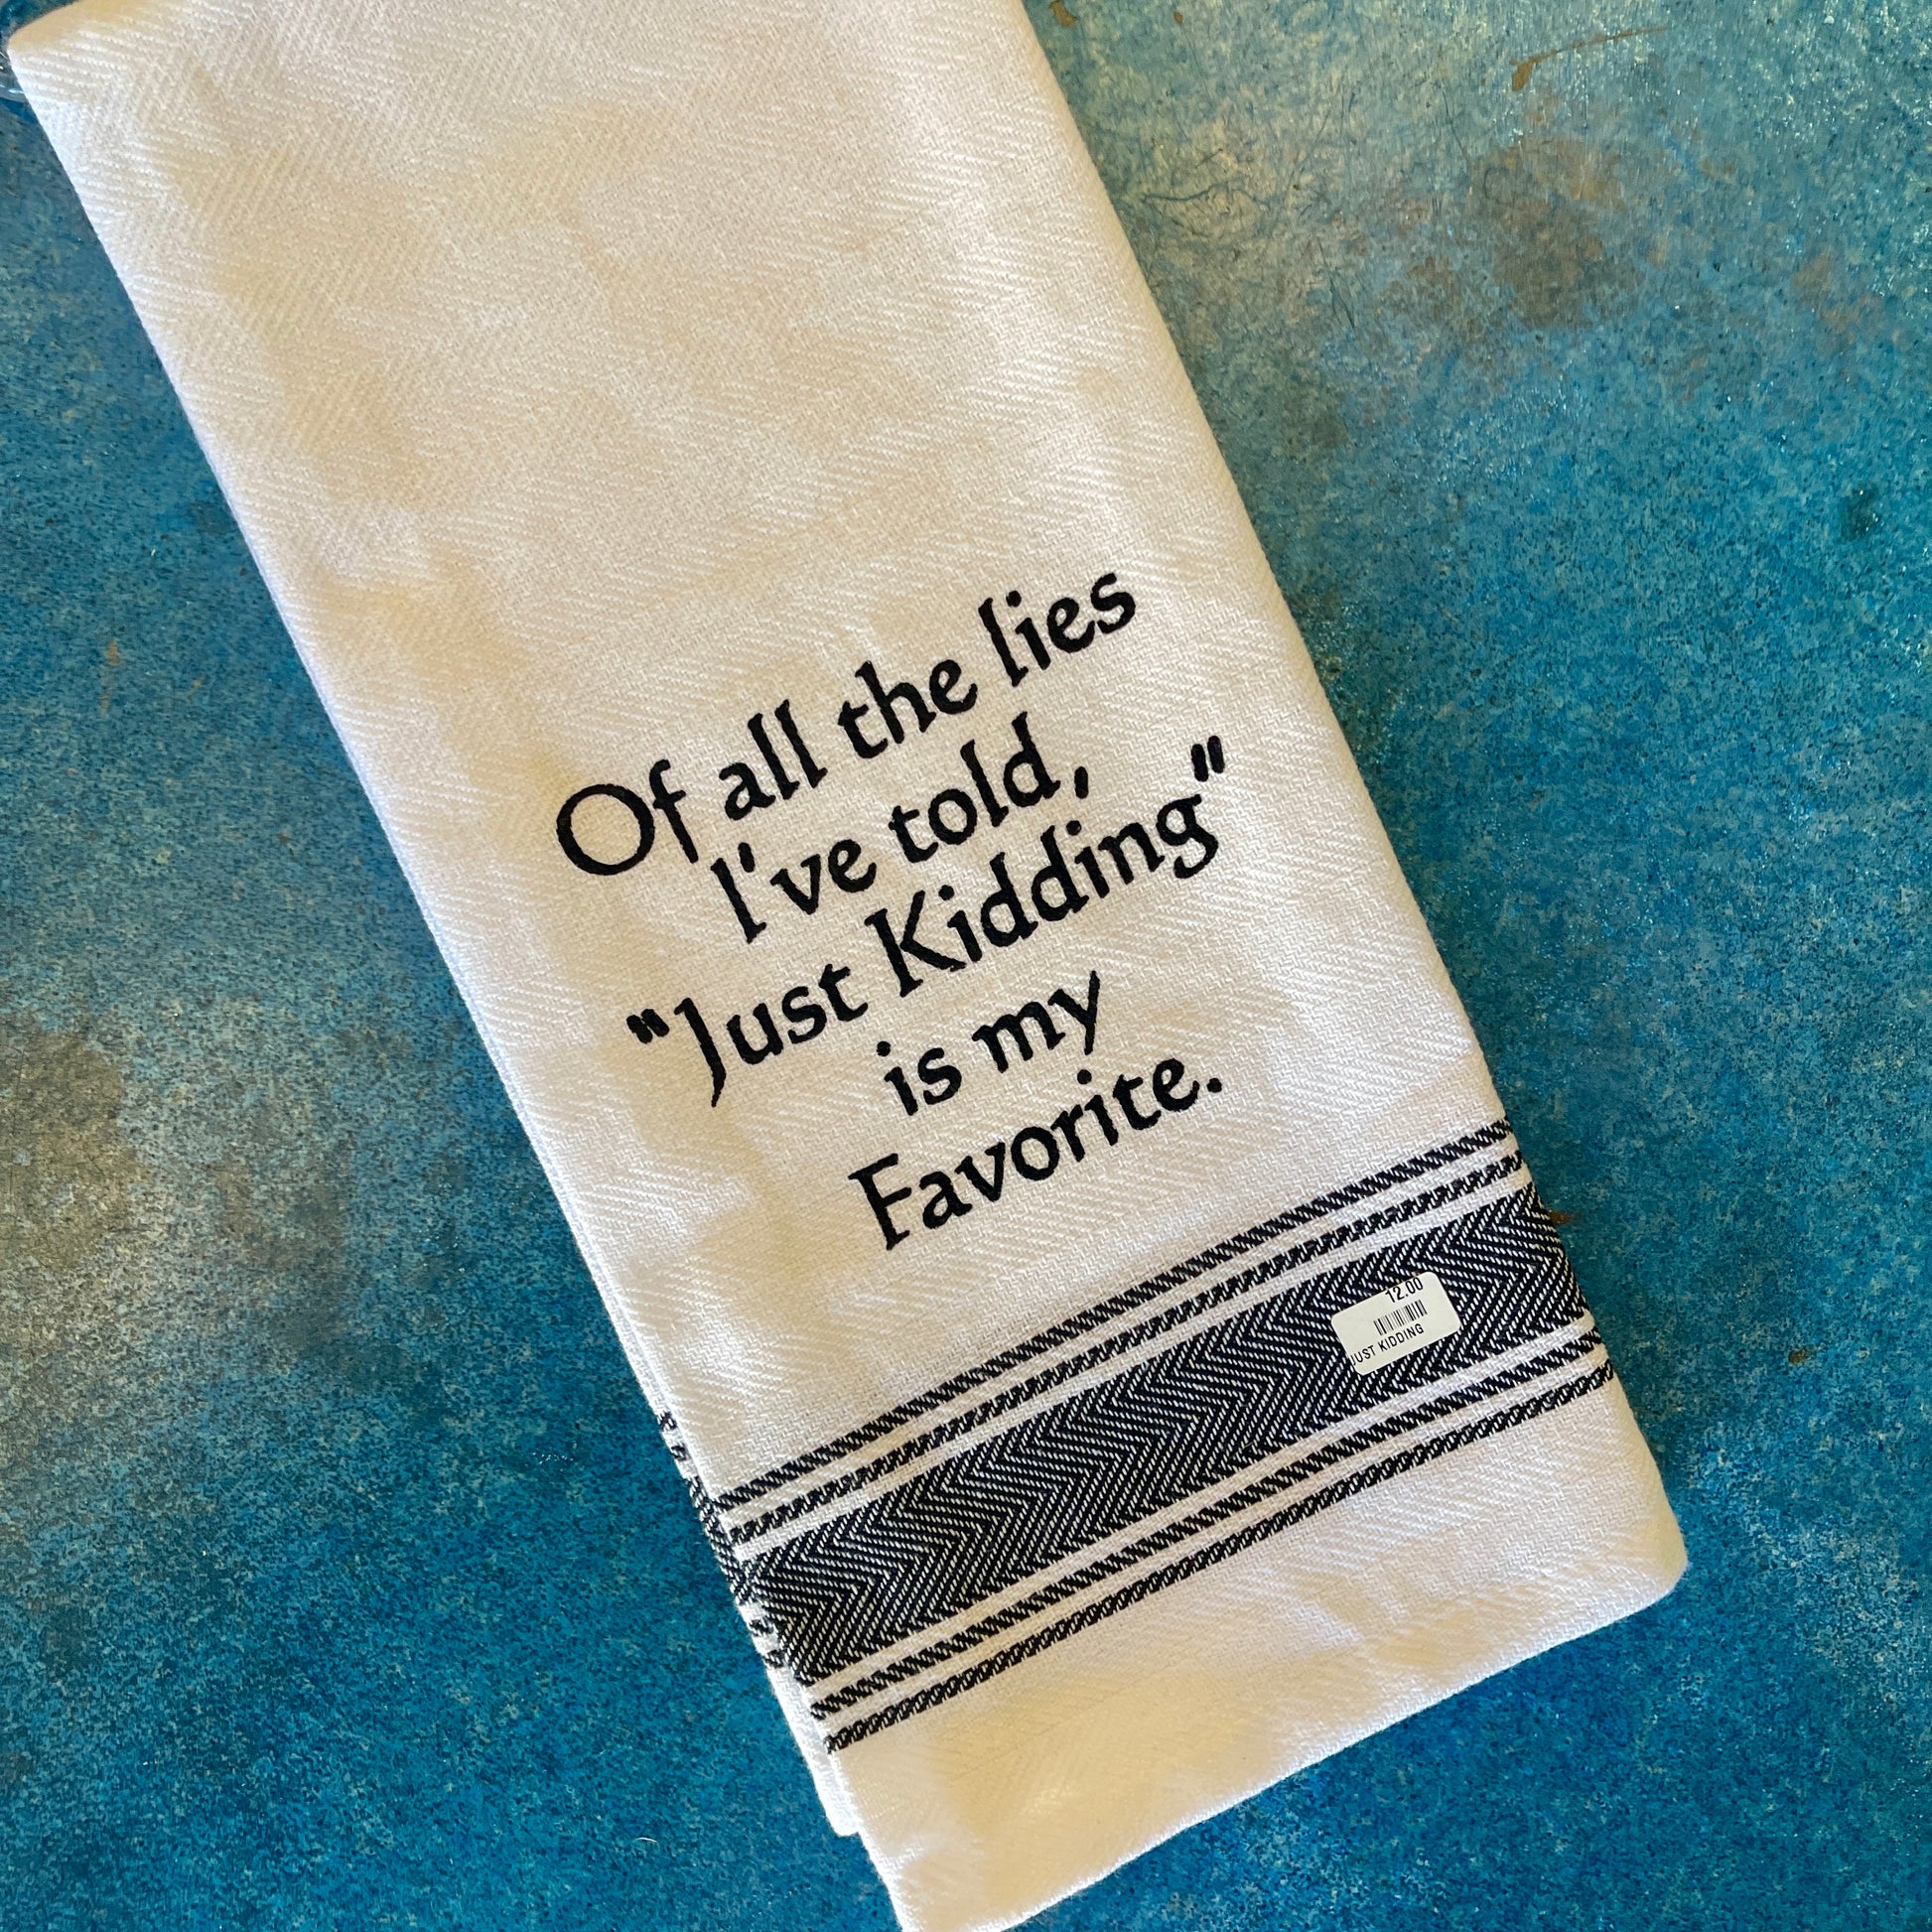 Of all the lies
I've told,
"Just Kidding"
is my
Favorite.
12.00
JUST KIDDING